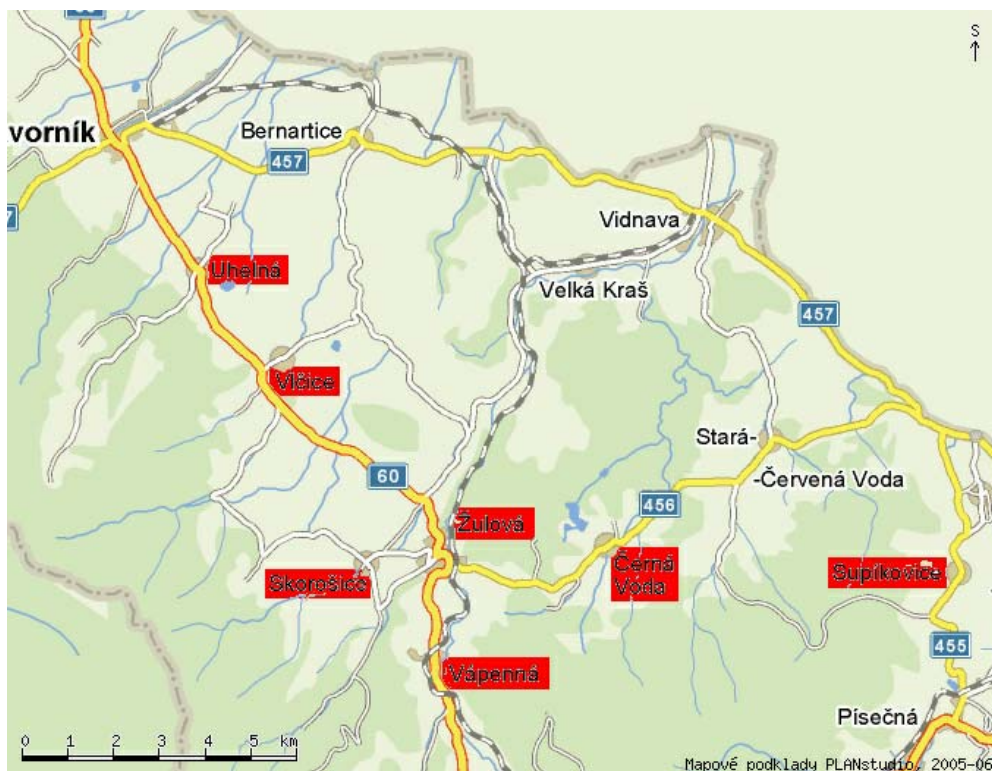 S
vorník
Bernartice
457
Vidnava
Uhelná
Velká Kraš
457
Vlčice
Stará-
60
-Červená Voda
456
Žulová
Skorošice
Černá
Voda
Supíkovice
455
Vápenná
Písečná
0 1 2 3 4 5 km
Mapové podklady PLANstudio, 2005-06